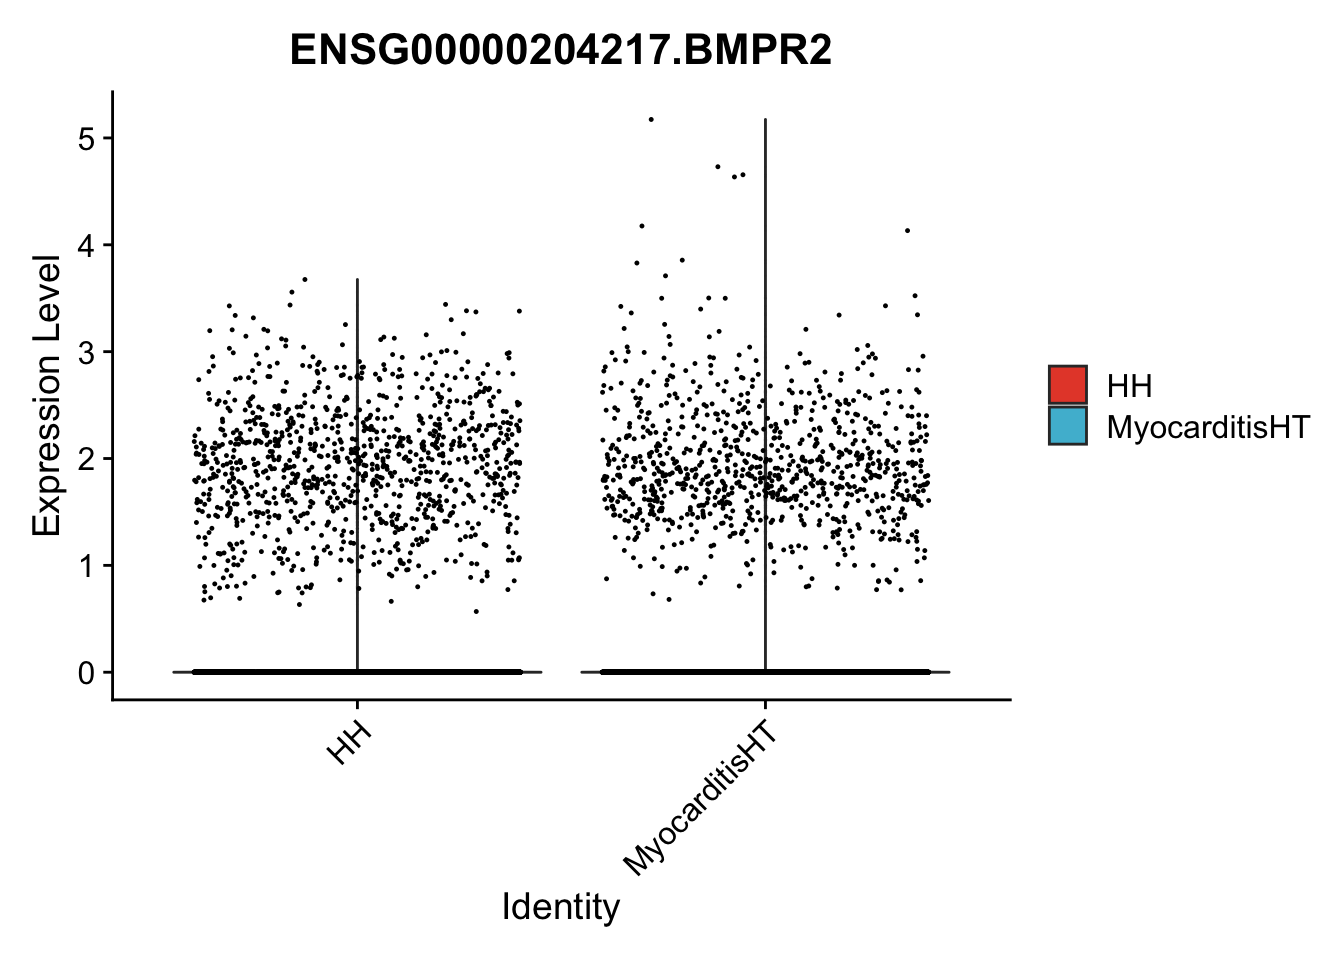 ENSG00000204217.BMPR2
Expression Level
5
4
3
2
1
0
HH
MyocarditisHT
Identity
HH
MyocarditisHT